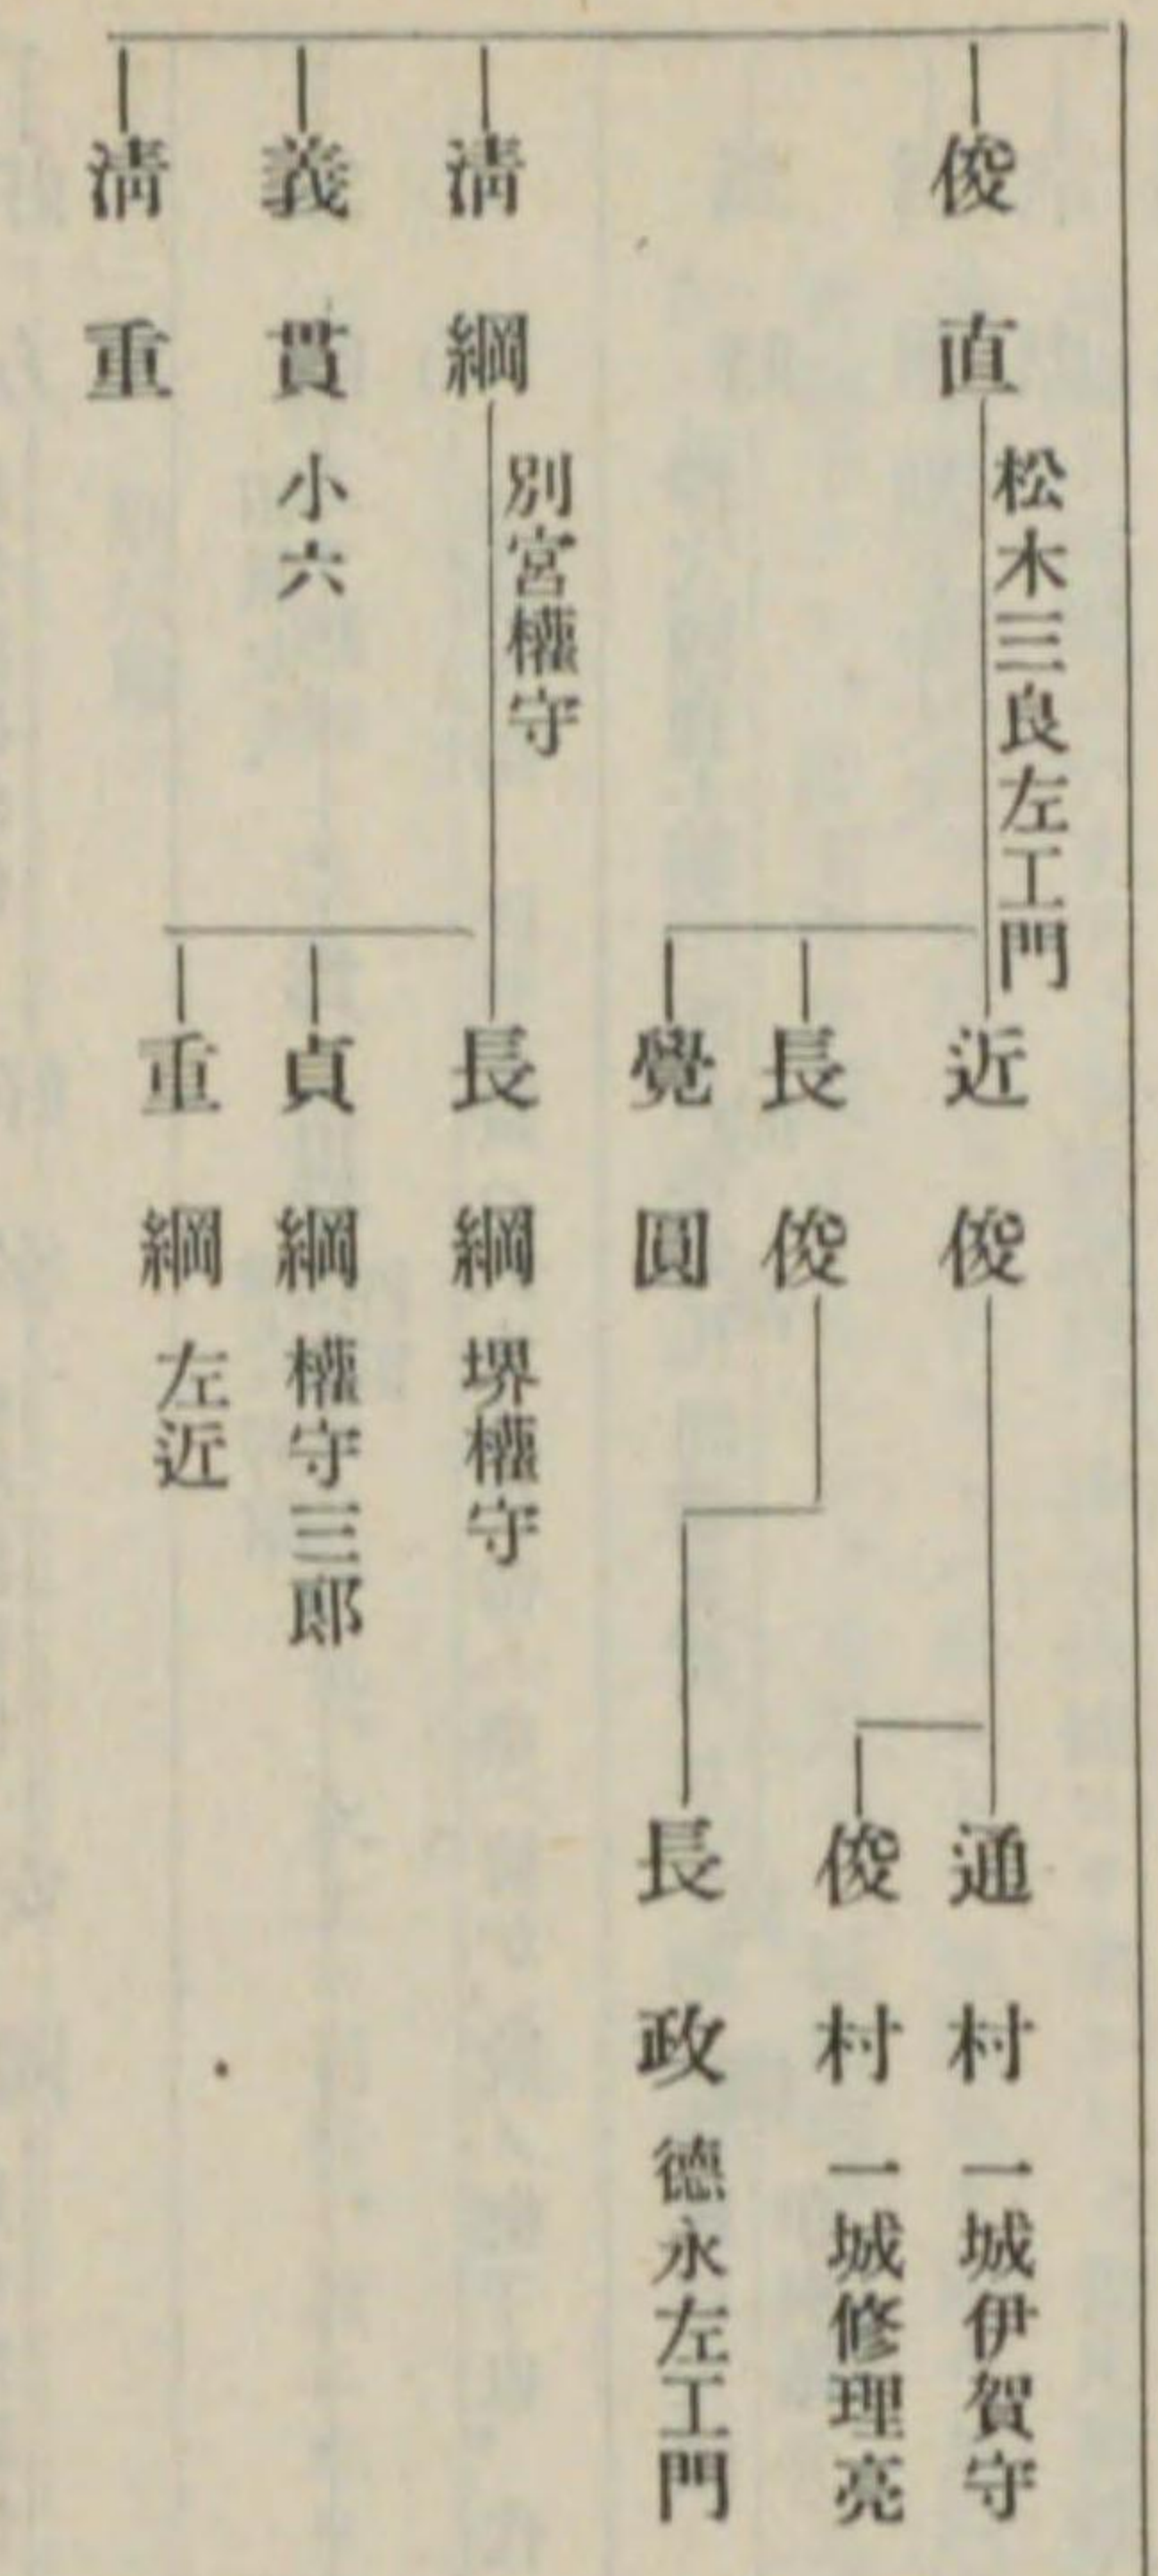 俊直
松木三良左工門
近俊
通村 一城伊賀守
俊村 一城修理亮
長俊
長政 德永左工門
覺圓
淸綱
別宮權守
長綱 堺權守
貞綱 權守三郎
重綱 左近
義貫 小六
淸重